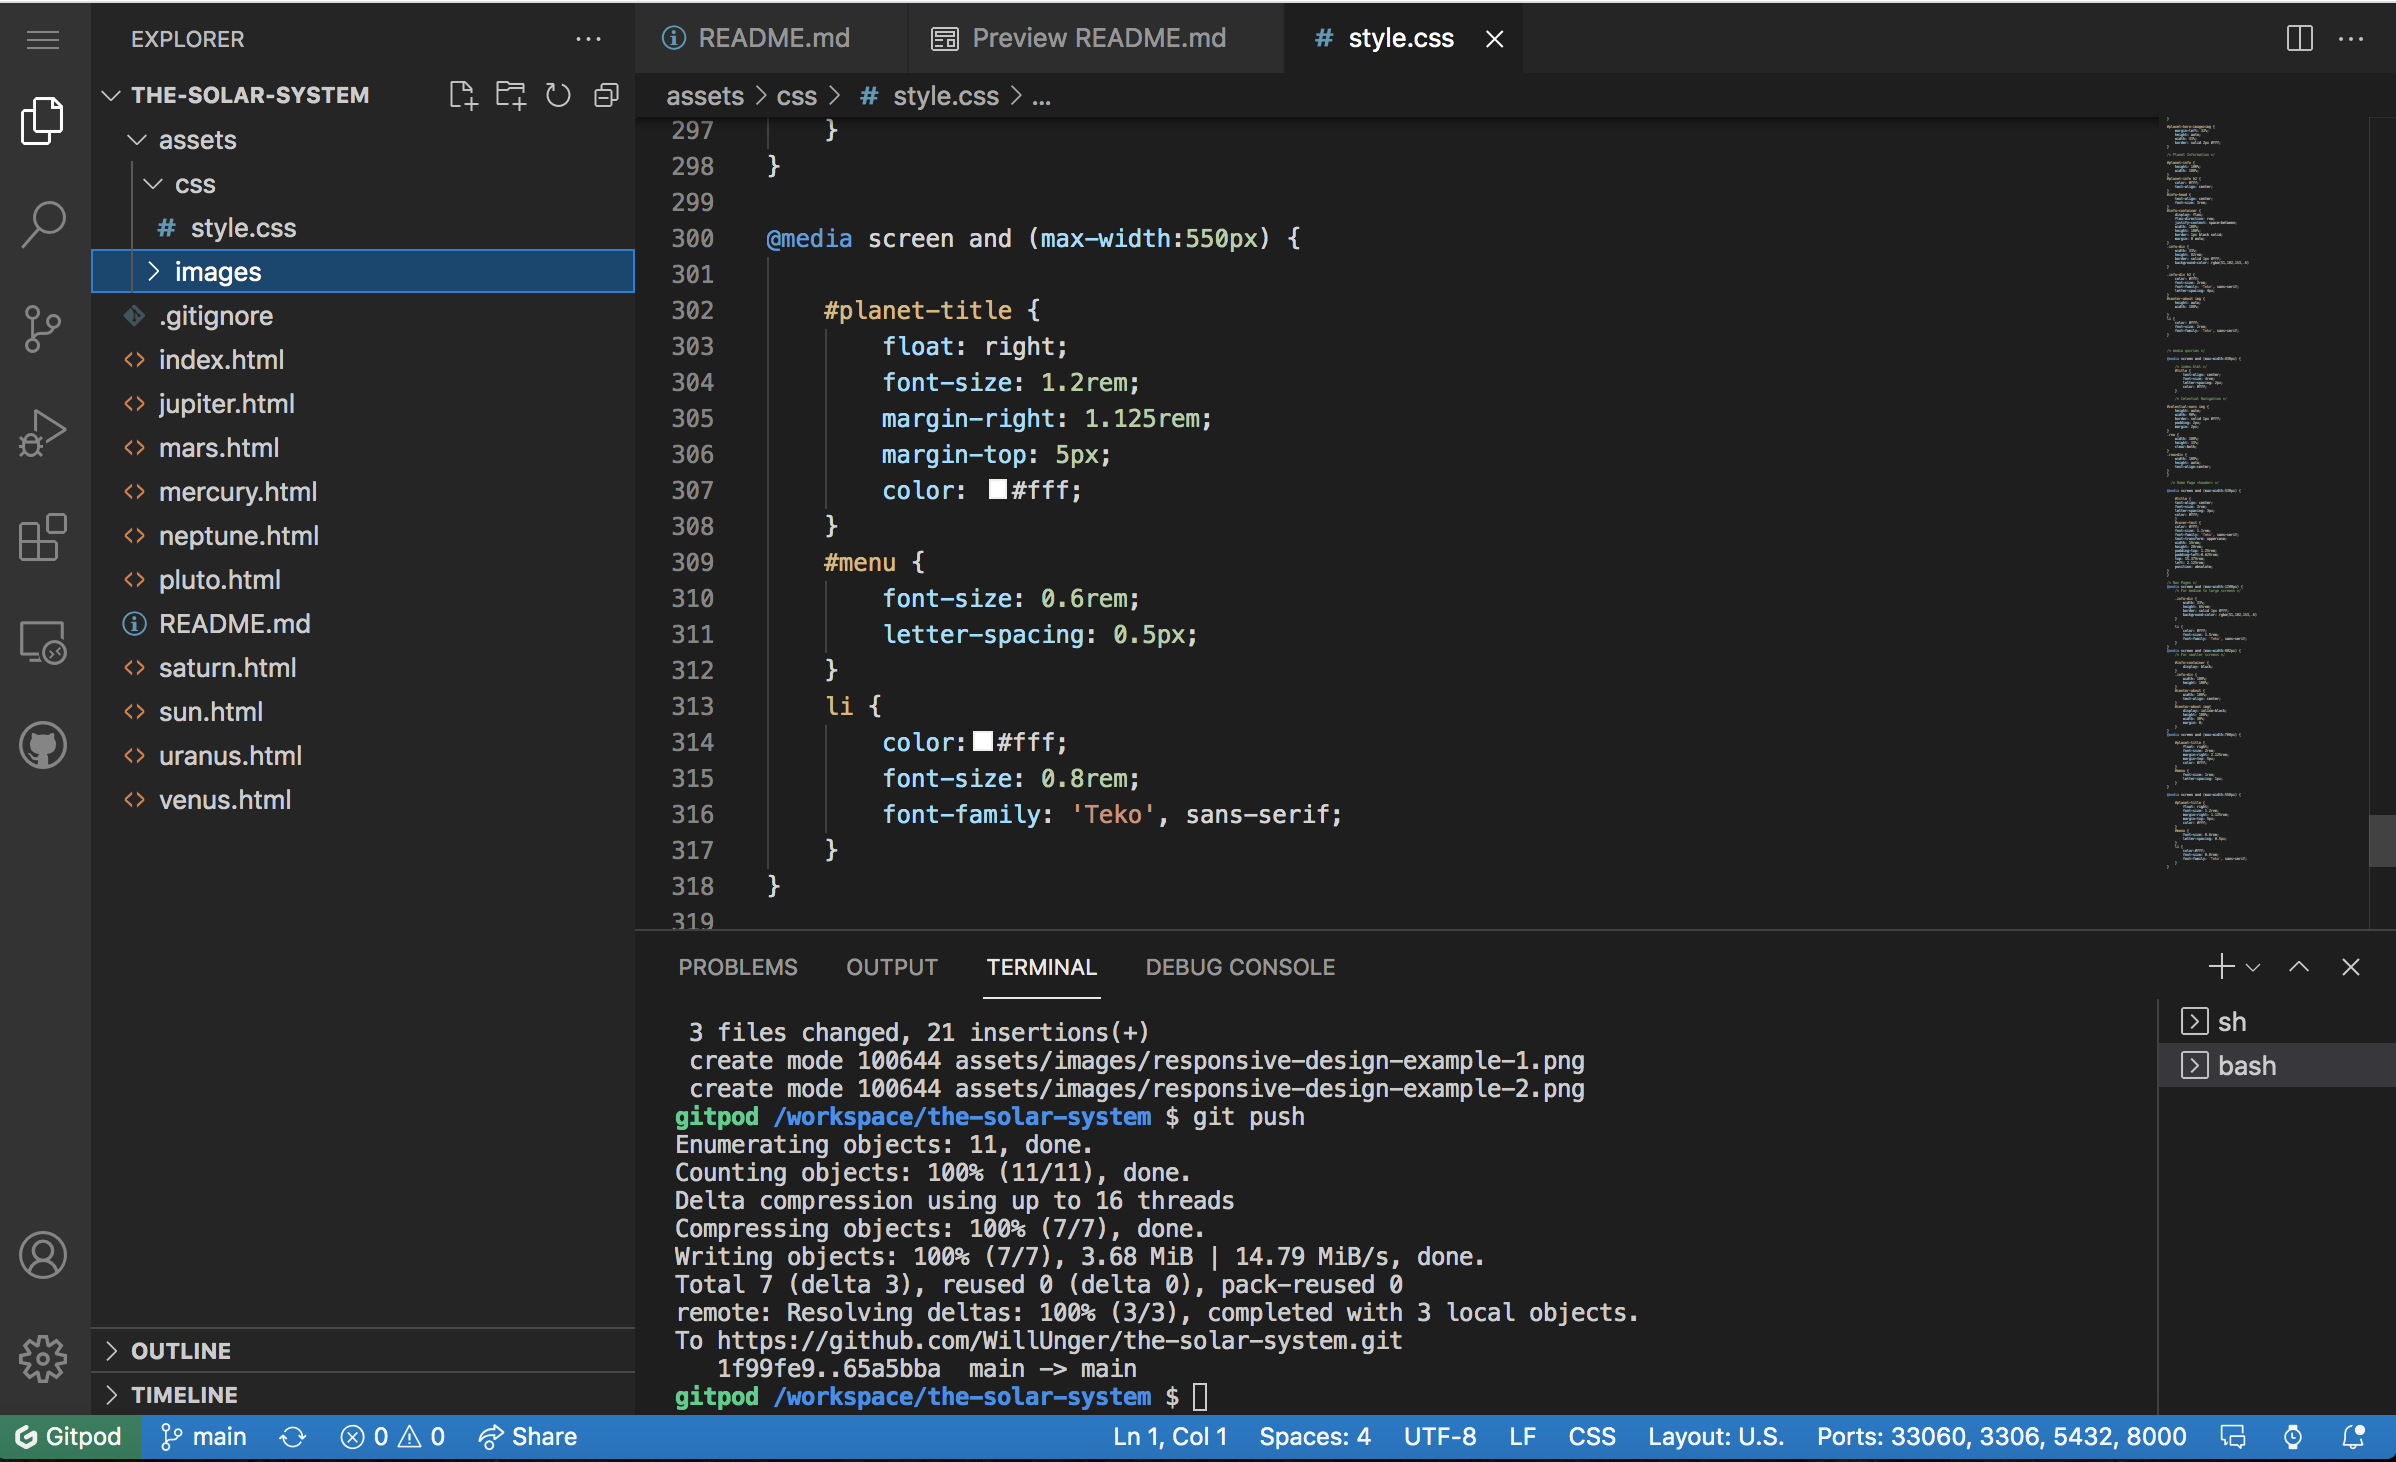 EXPLORER
THE-SOLAR-SYSTEM
assets
css
# style.css
images
.gitignore
<> index.html
<> jupiter.html
<> mars.html
<> mercury.html
<> neptune.html
<> pluto.html
README.md
<> saturn.html
<> sun.html
<> uranus.html
<> venus.html
OUTLINE
TIMELINE
README.md
Preview README.md
# style.css
assets > css > # style.css > ...
297 }
298 }
299
300 @media screen and (max-width:550px) {
301
302 #planet-title {
303 float: right;
304 font-size: 1.2rem;
305 margin-right: 1.125rem;
306 margin-top: 5px;
307 color: #fff;
308 }
309 #menu {
310 font-size: 0.6rem;
311 letter-spacing: 0.5px;
312 }
313 li {
314 color: #fff;
315 font-size: 0.8rem;
316 font-family: 'Teko', sans-serif;
317 }
318 }
319
PROBLEMS OUTPUT TERMINAL DEBUG CONSOLE
3 files changed, 21 insertions(+)
create mode 100644 assets/images/responsive-design-example-1.png
create mode 100644 assets/images/responsive-design-example-2.png
gitpod /workspace/the-solar-system $ git push
Enumerating objects: 11, done.
Counting objects: 100% (11/11), done.
Delta compression using up to 16 threads
Compressing objects: 100% (7/7), done.
Writing objects: 100% (7/7), 3.68 MiB | 14.79 MiB/s, done.
Total 7 (delta 3), reused 0 (delta 0), pack-reused 0
remote: Resolving deltas: 100% (3/3), completed with 3 local objects.
To https://github.com/WillUnger/the-solar-system.git
1f99fe9..65a5bba  main -> main
gitpod /workspace/the-solar-system $
sh
bash
Gitpod main 0 0 Share Ln 1, Col 1 Spaces: 4 UTF-8 LF CSS Layout: U.S. Ports: 33060, 3306, 5432, 8000